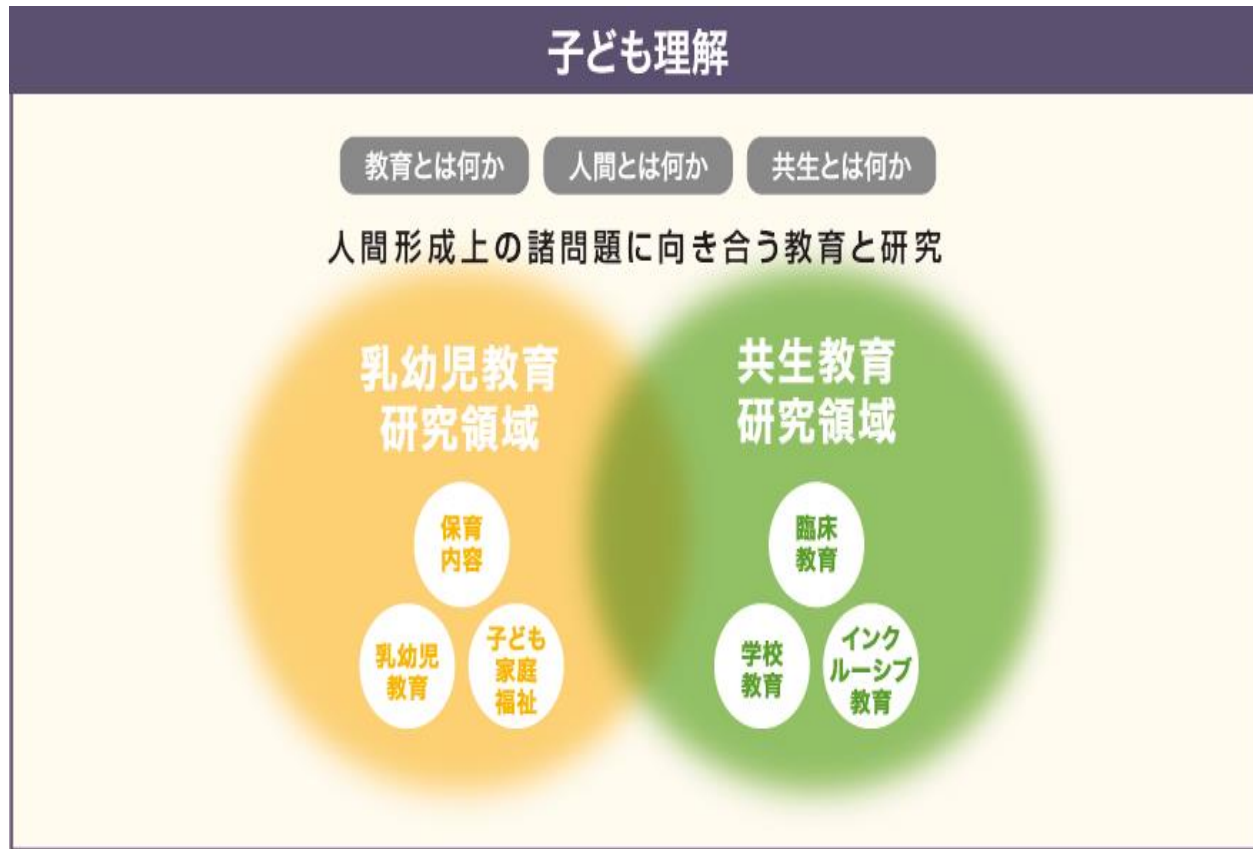 子ども理解
教育とは何か
人間とは何か
共生とは何か
人間形成上の諸問題に向き合う教育と研究
乳幼児教育
研究領域
保育
内容
乳幼児
教育
子ども
家庭
福祉
共生教育
研究領域
臨床
教育
学校
教育
インク
ルーシブ
教育